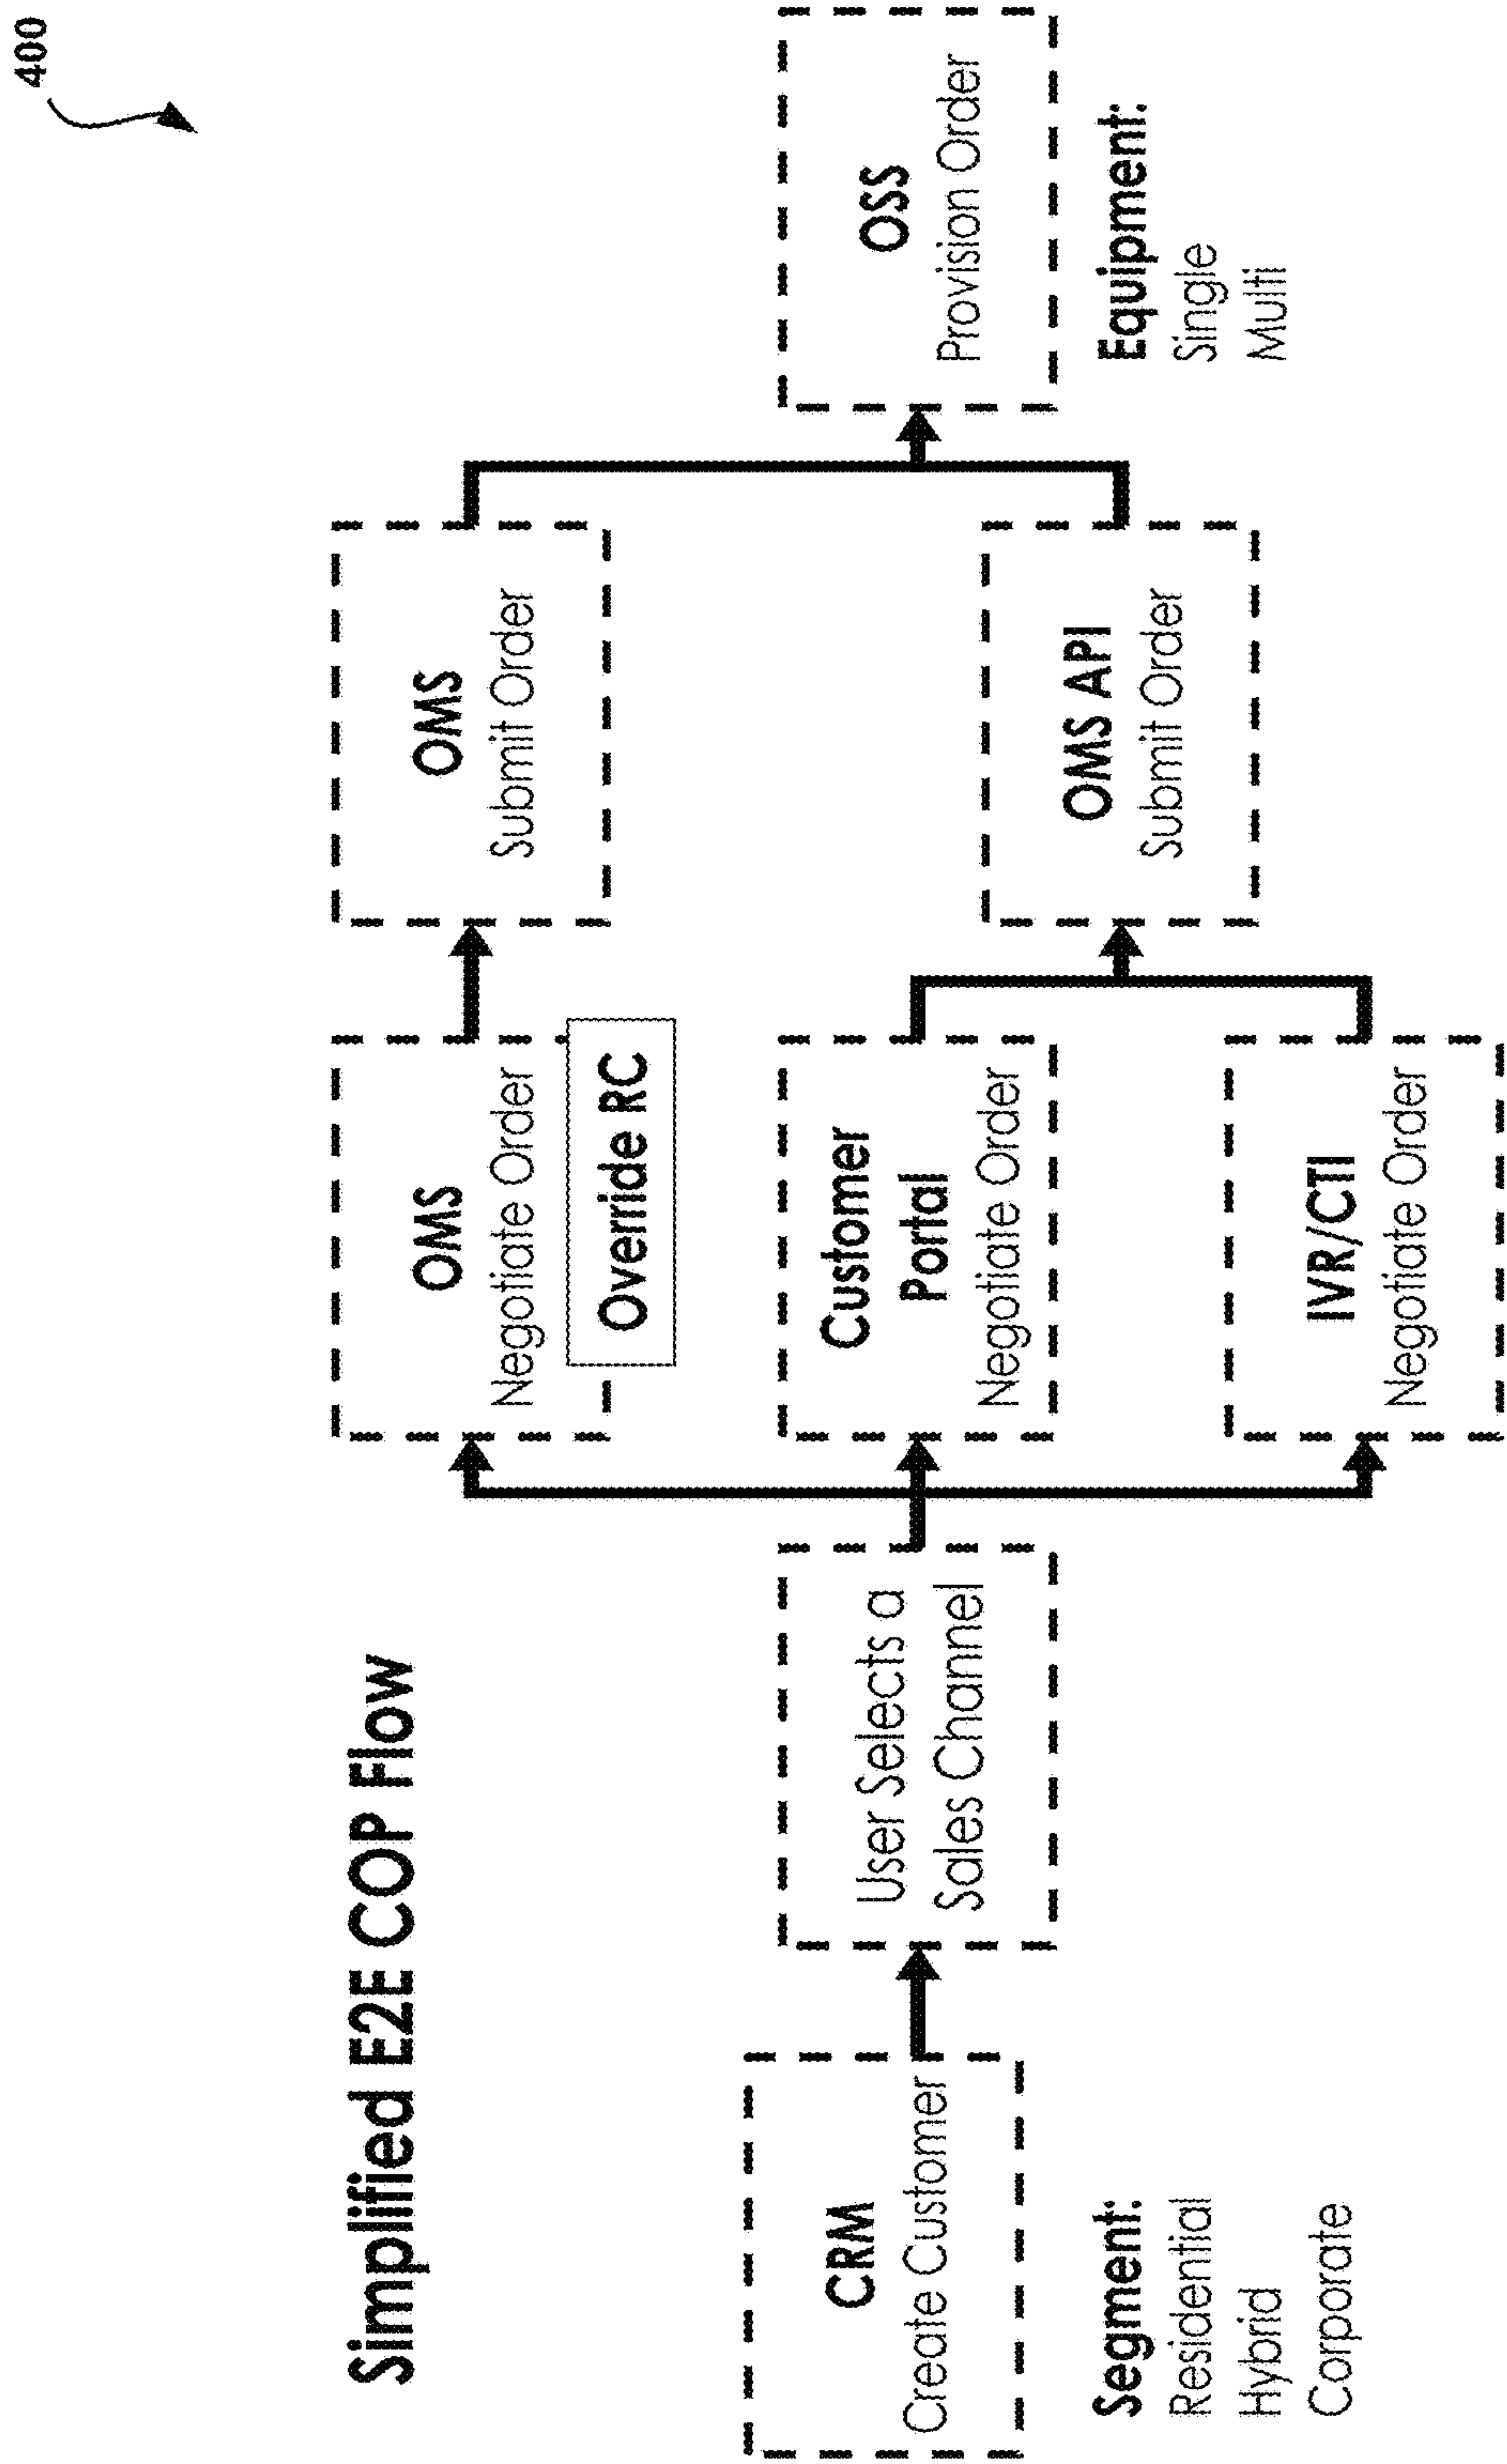 400
Simplified E2E COP Flow
CRM
Create Customer
Segment:
Residential
Hybrid
Corporate
User Selects a
Sales Channel
OMS
Negotiate Order
Override RC
Customer
Portal
Negotiate Order
IVR/CTI
Negotiate Order
OMS
Submit Order
OMS API
Submit Order
OSS
Provision Order
Equipment:
Single
Multi